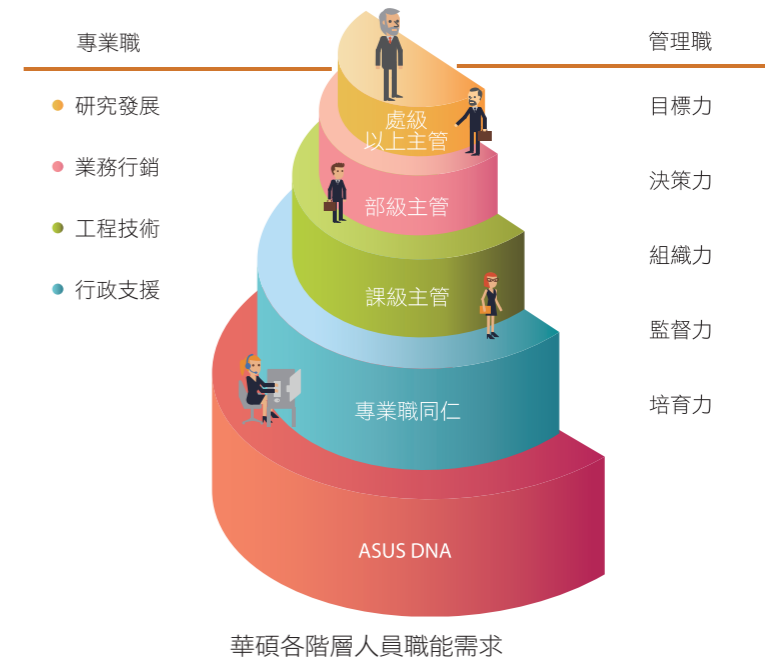 專業職
研究發展
業務行銷
工程技術
行政支援
處級
以上主管
部級主管
課級主管
專業職同仁
ASUS DNA
管理職
目標力
決策力
組織力
監督力
培育力
華碩各階層人員職能需求